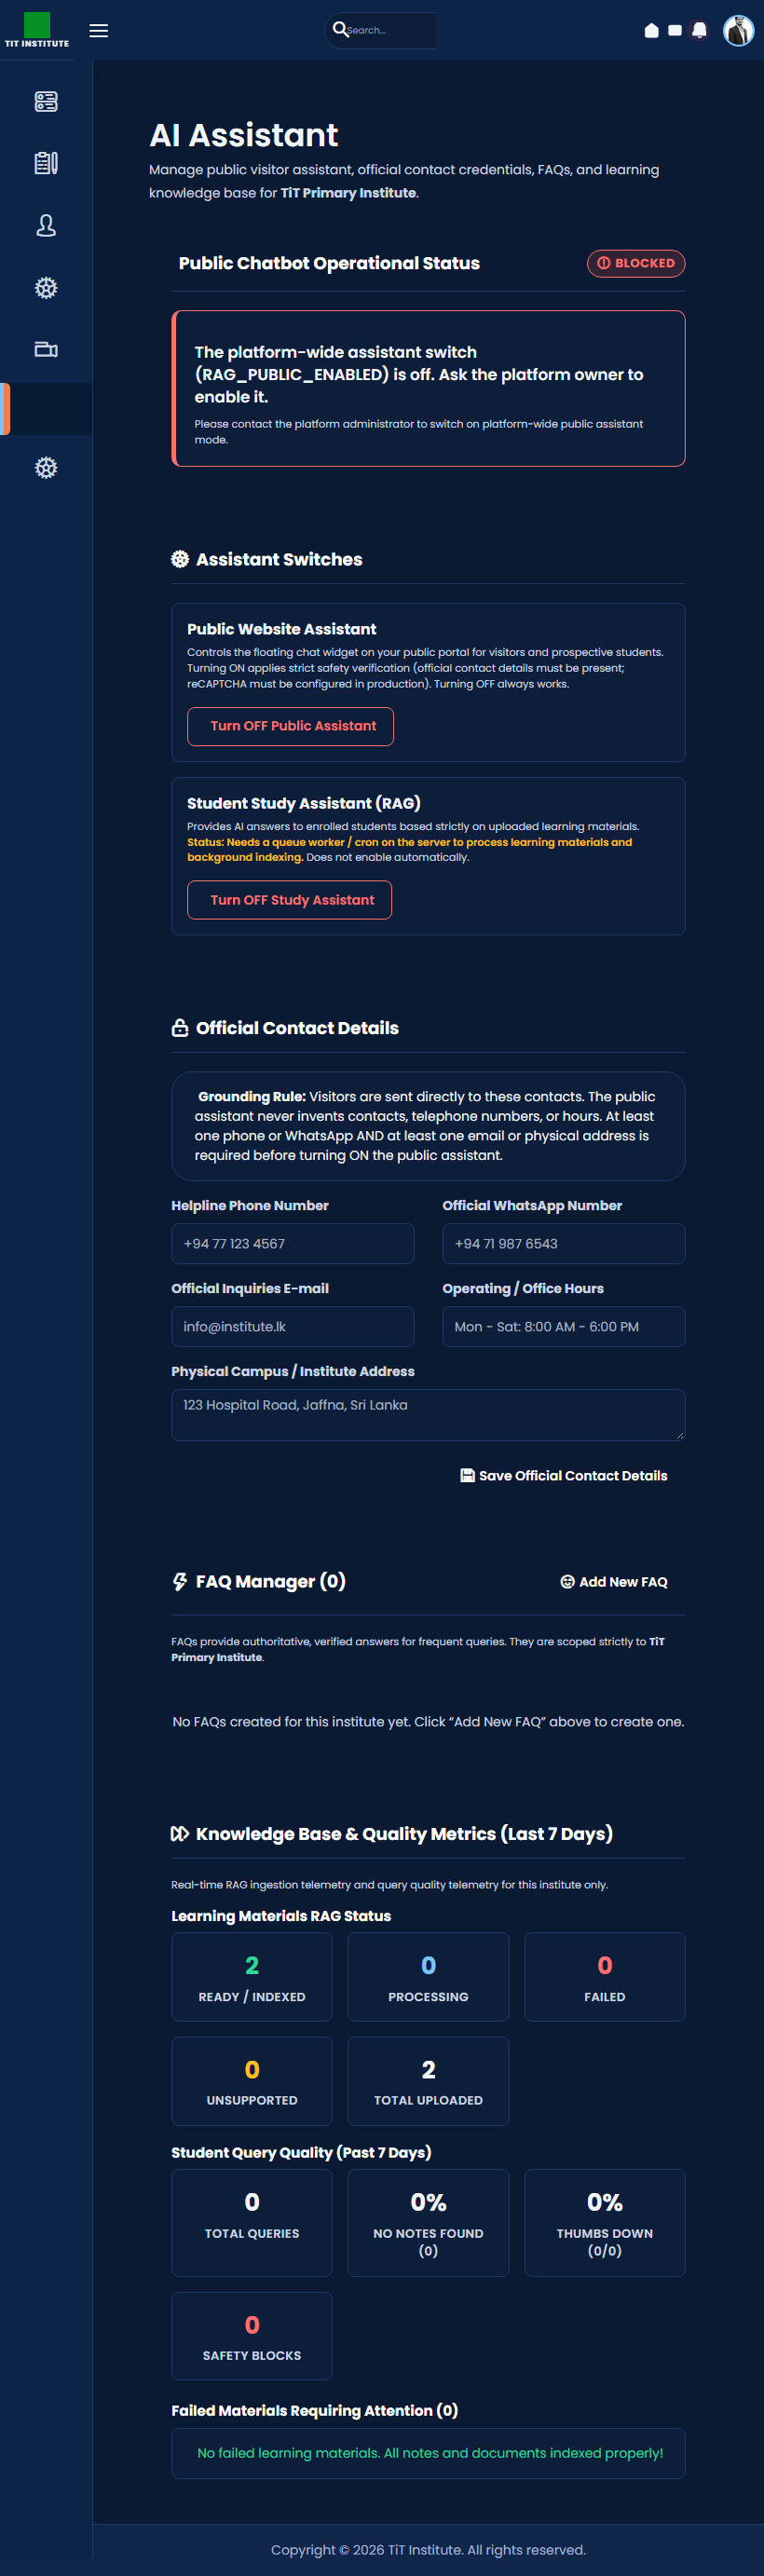 TIT INSTITUTE
Search...
AI Assistant
Manage public visitor assistant, official contact credentials, FAQs, and learning
knowledge base for TiT Primary Institute.
Public Chatbot Operational Status
BLOCKED
The platform-wide assistant switch
(RAG_PUBLIC_ENABLED) is off. Ask the platform owner to
enable it.
Please contact the platform administrator to switch on platform-wide public assistant
mode.
Assistant Switches
Public Website Assistant
Controls the floating chat widget on your public portal for visitors and prospective students.
Turning ON applies strict safety verification (official contact details must be present;
reCAPTCHA must be configured in production). Turning OFF always works.
Turn OFF Public Assistant
Student Study Assistant (RAG)
Provides AI answers to enrolled students based strictly on uploaded learning materials.
Status: Needs a queue worker / cron on the server to process learning materials and
background indexing. Does not enable automatically.
Turn OFF Study Assistant
Official Contact Details
Grounding Rule: Visitors are sent directly to these contacts. The public
assistant never invents contacts, telephone numbers, or hours. At least
one phone or WhatsApp AND at least one email or physical address is
required before turning ON the public assistant.
Helpline Phone Number
Official WhatsApp Number
+94 77 123 4567
+94 71 987 6543
Official Inquiries E-mail
Operating / Office Hours
info@institute.lk
Mon - Sat: 8:00 AM - 6:00 PM
Physical Campus / Institute Address
123 Hospital Road, Jaffna, Sri Lanka
Save Official Contact Details
FAQ Manager (0)
Add New FAQ
FAQs provide authoritative, verified answers for frequent queries. They are scoped strictly to TiT
Primary Institute.
No FAQs created for this institute yet. Click “Add New FAQ” above to create one.
Knowledge Base & Quality Metrics (Last 7 Days)
Real-time RAG ingestion telemetry and query quality telemetry for this institute only.
Learning Materials RAG Status
2
READY / INDEXED
0
PROCESSING
0
FAILED
0
UNSUPPORTED
2
TOTAL UPLOADED
Student Query Quality (Past 7 Days)
0
TOTAL QUERIES
0%
NO NOTES FOUND
(0)
0%
THUMBS DOWN
(0/0)
0
SAFETY BLOCKS
Failed Materials Requiring Attention (0)
No failed learning materials. All notes and documents indexed properly!
Copyright © 2026 TiT Institute. All rights reserved.